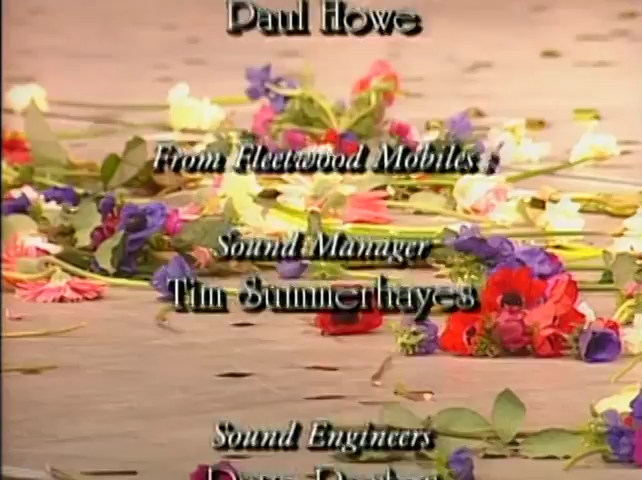 Paul Howe
From Fleetwood Mobiles :
Sound Manager
Tim Summerhayes
Sound Engineers